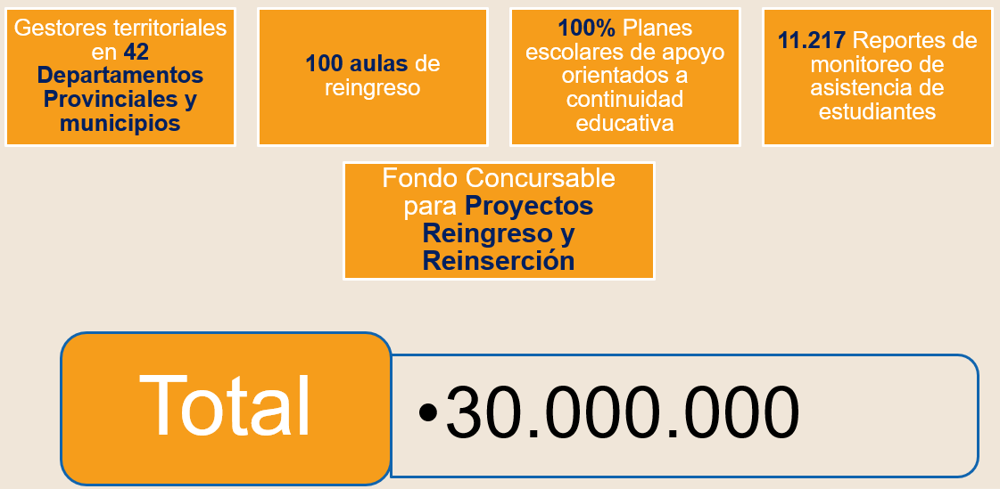 Gestores territoriales
en 42
Departamentos
Provinciales y
municipios
100 aulas de
reingreso
100% Planes
escolares de apoyo
orientados a
continuidad
educativa
11.217 Reportes de
monitoreo de
asistencia de
estudiantes
Fondo Concursable
para Proyectos
Reingreso y
Reinserción
Total
•30.000.000